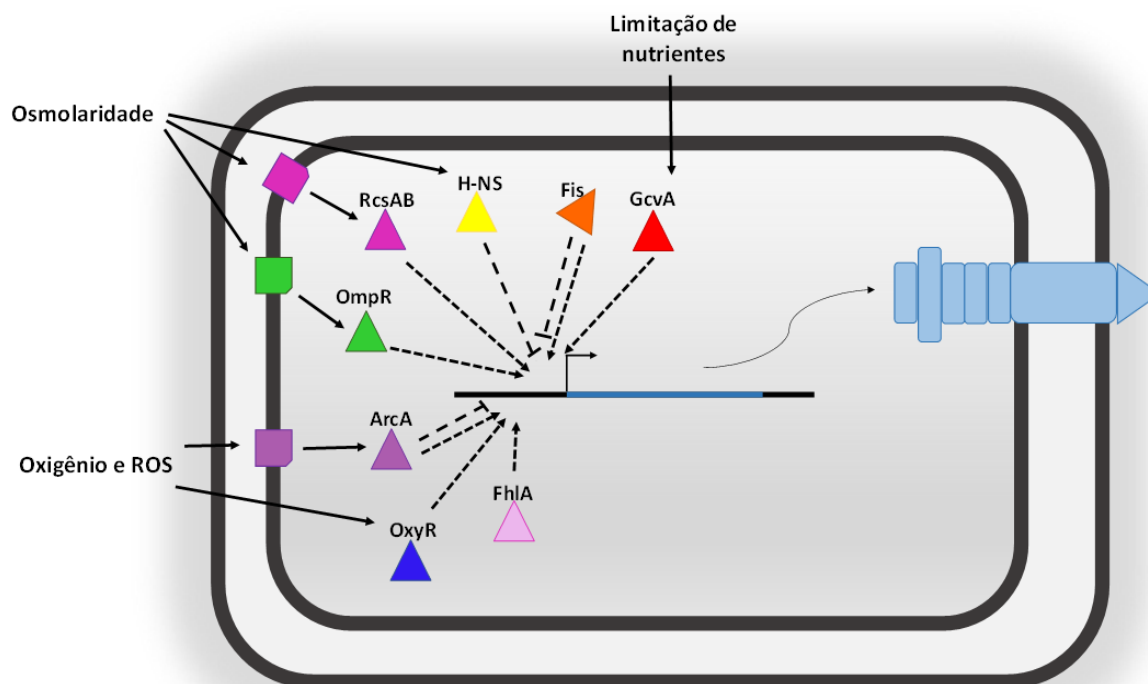 Limitação de
nutrientes
Osmolaridade
H-NS
Fis
GcvA
RcsAB
OmpR
ArcA
Oxigênio e ROS
FhlA
OxyR